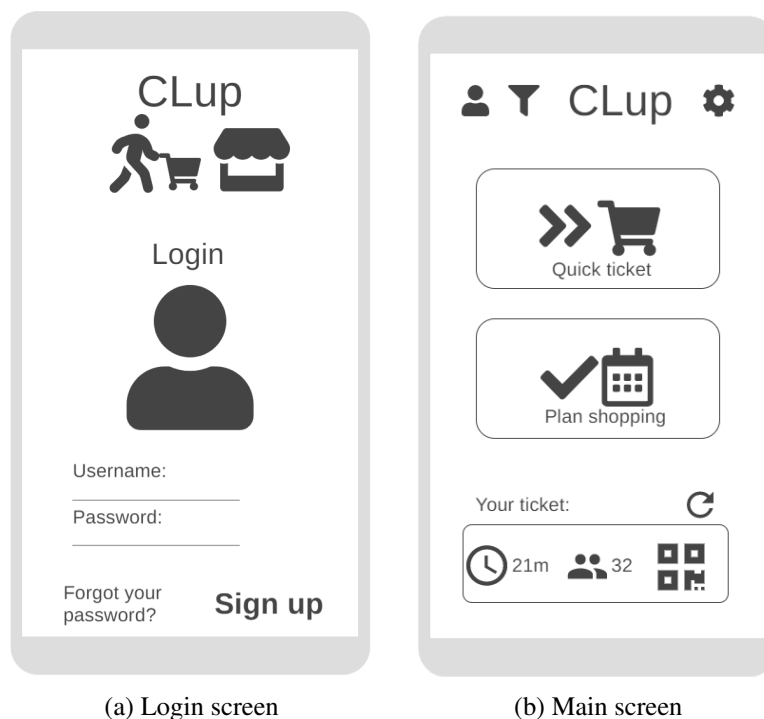 CLup
Login
Username:
Password:
Forgot your
password?
Sign up
(a) Login screen
CLup
Quick ticket
Plan shopping
Your ticket:
21m 32
(b) Main screen